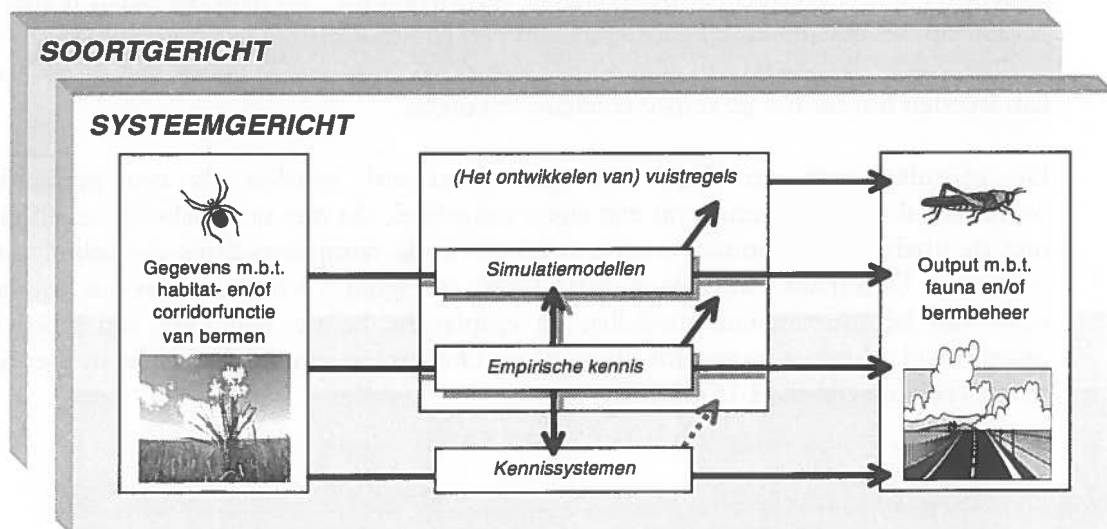 SOORTGERICHT
SYSTEEMGERICHT
Gegevens m.b.t.
habitat- en/of
corridorfunctie
van bermen
(Het ontwikkelen van) vuistregels
Simulatiemodellen
Empirische kennis
Kennissystemen
Output m.b.t.
fauna en/of
bermbeheer